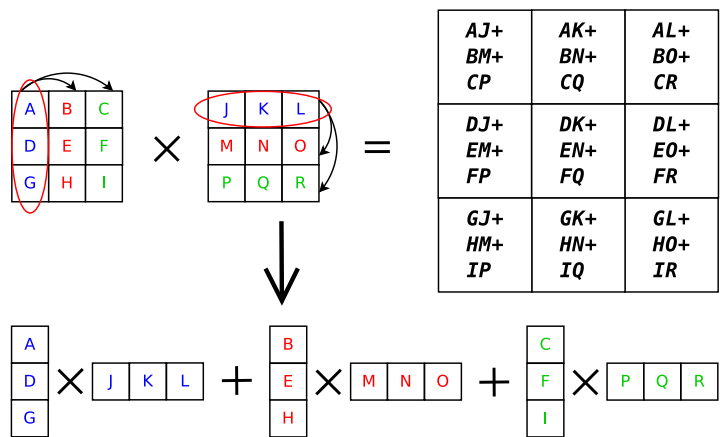 A B C
D E F
G H I
×
J K L
M N O
P Q R
=
AJ+ AK+ AL+
BM+ BN+ BO+
CP CQ CR
DJ+ DK+ DL+
EM+ EN+ EO+
FP FQ FR
GJ+ GK+ GL+
HM+ HN+ HO+
IP IQ IR
A
D
G
×
J K L
+
B
E
H
×
M N O
+
C
F
I
×
P Q R